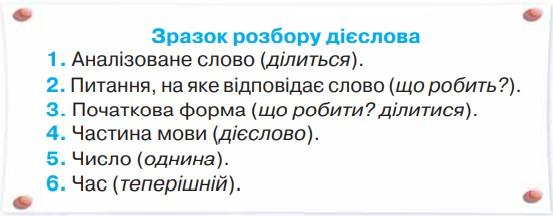 Зразок розбору дієслова
1. Аналізоване слово (ділиться).
2. Питання, на яке відповідає слово (що робить?).
3. Початкова форма (що робити? ділитися).
4. Частина мови (дієслово).
5. Число (однина).
6. Час (теперішній).